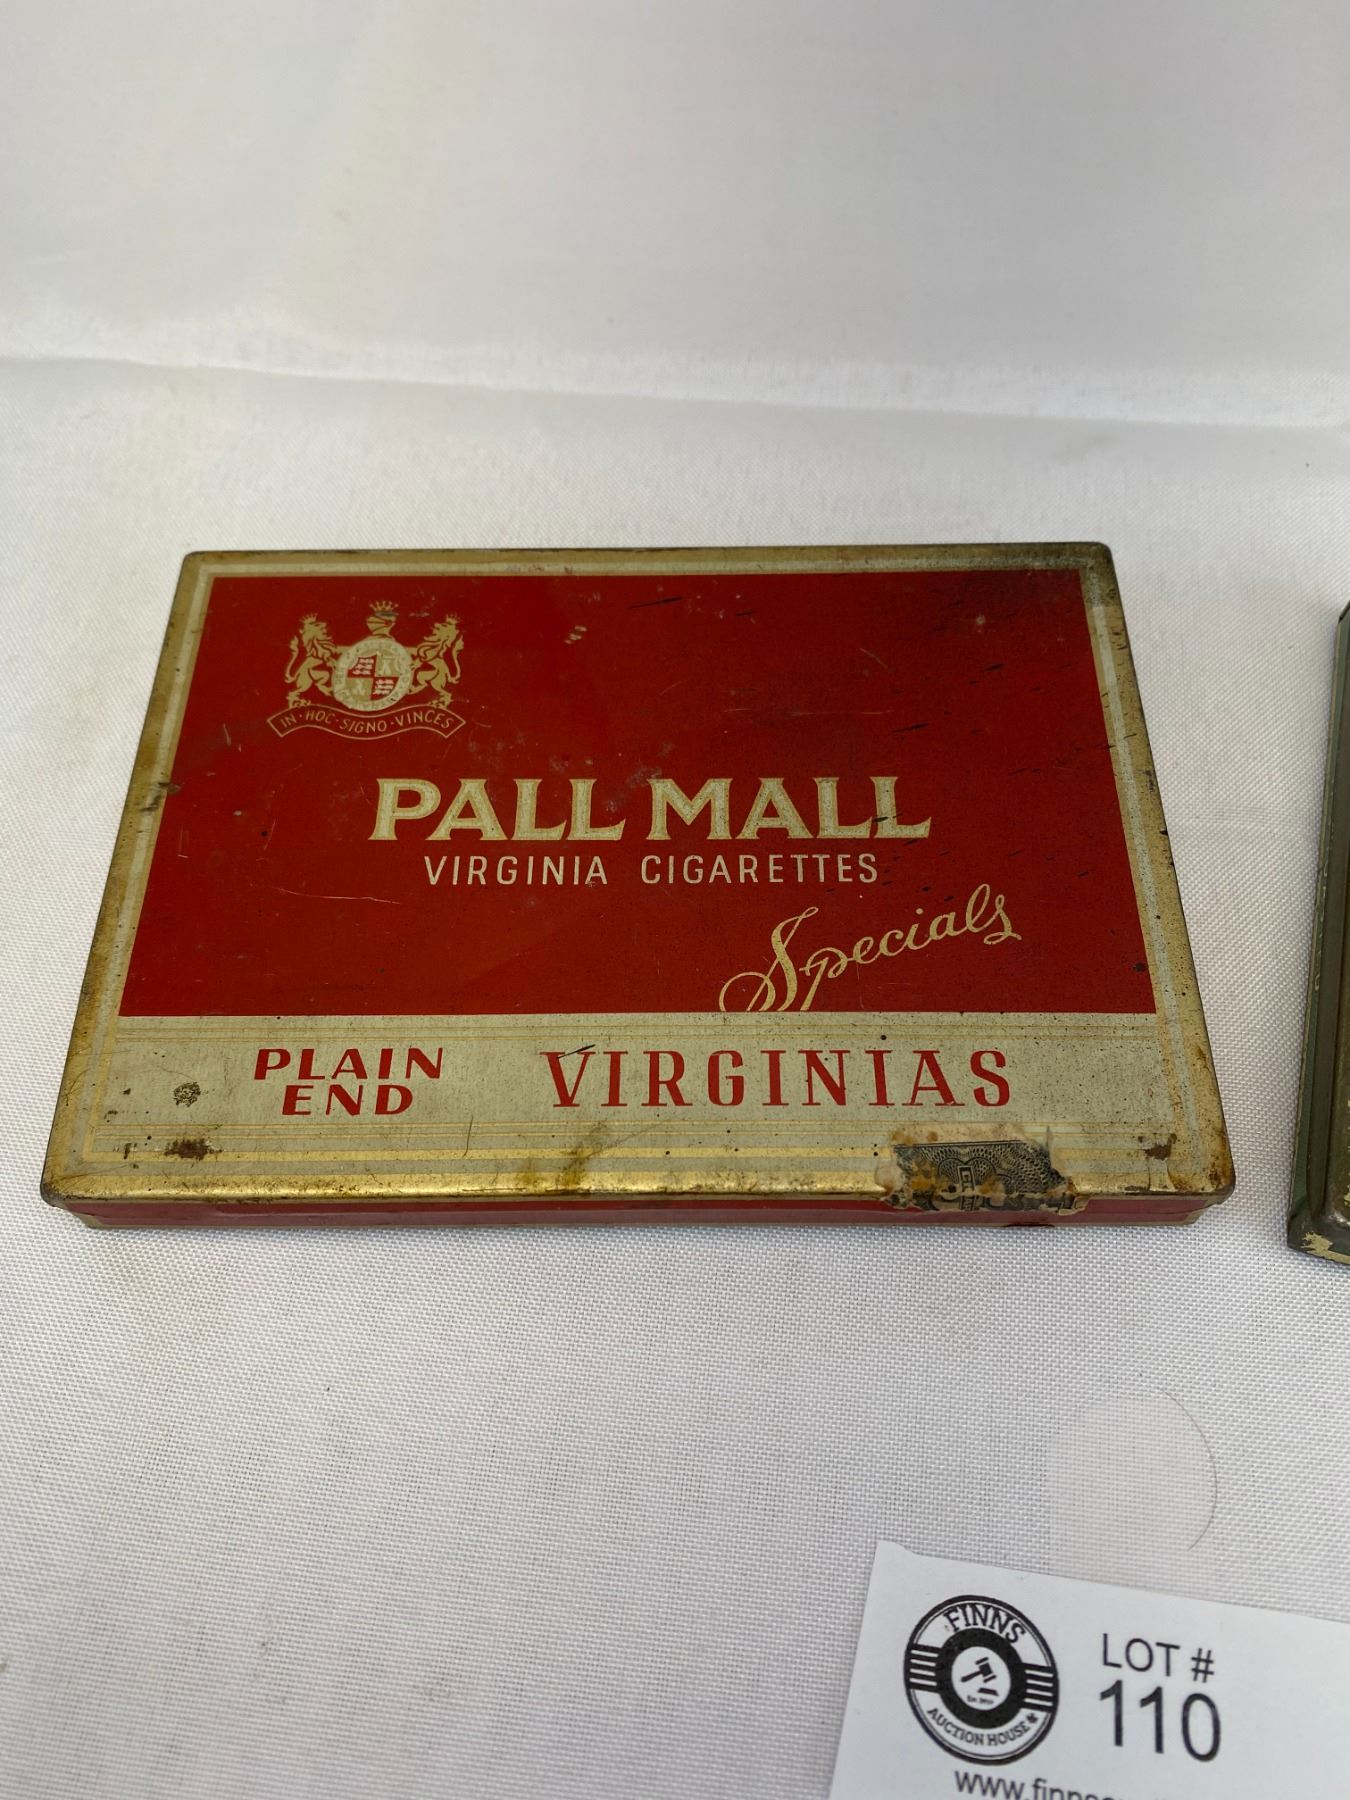 IN·HOC·SIGNO·VINCES
PALL MALL
VIRGINIA CIGARETTES
Specials
PLAIN
END
VIRGINIAS
FINNS
AUCTION HOUSE
LOT #
110